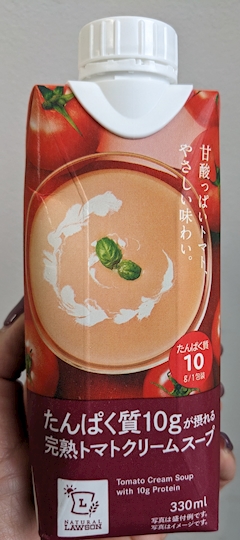 甘酸っぱいトマト、
やさしい味わい。
たんぱく質
10
g/1包装
たんぱく質10gが摂れる
完熟トマトクリームスープ
Tomato Cream Soup
with 10g Protein
L
NATURAL
LAWSON
330ml
写真は盛付例です。
写真はイメージです。